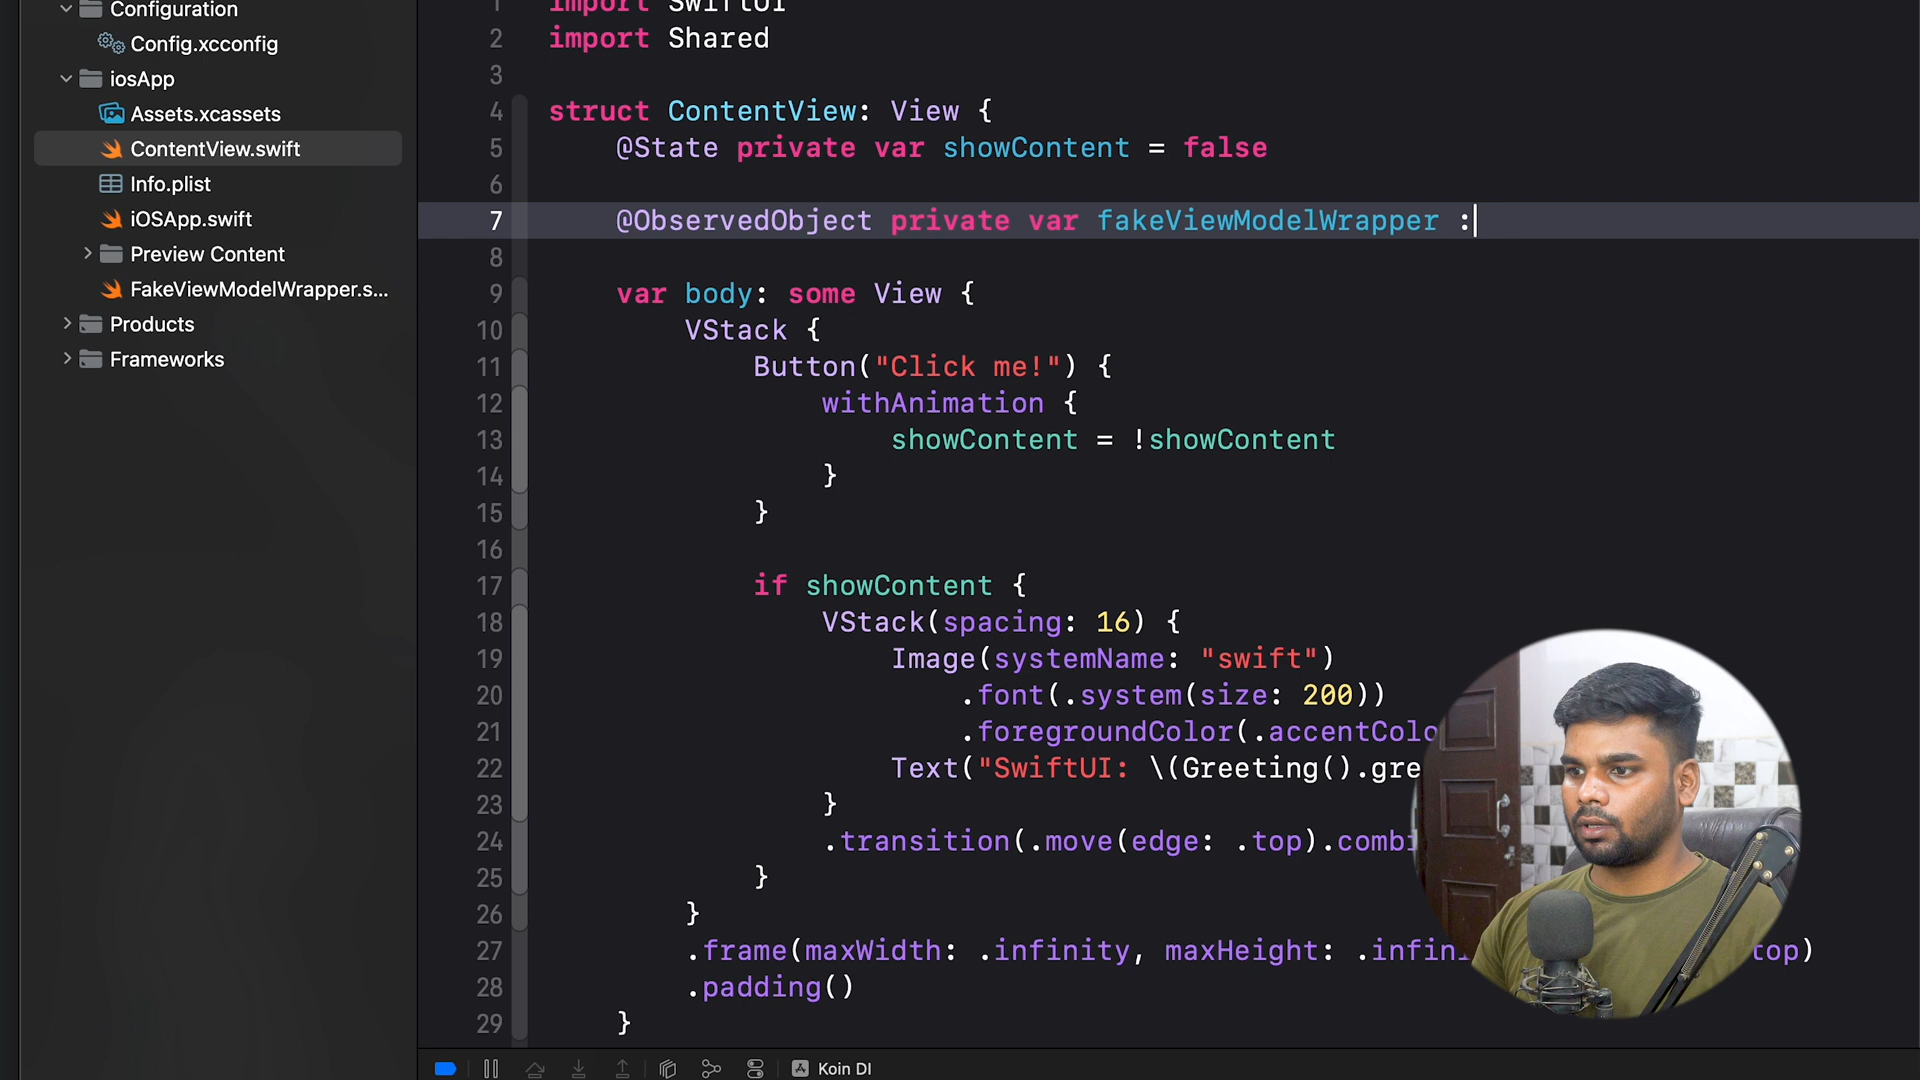 Configuration
Config.xcconfig
iosApp
Assets.xcassets
ContentView.swift
Info.plist
iOSApp.swift
Preview Content
FakeViewModelWrapper.s...
Products
Frameworks
1 import SwiftUI
2 import Shared
3
4 struct ContentView: View {
5 @State private var showContent = false
6
7 @ObservedObject private var fakeViewModelWrapper :
8
9 var body: some View {
10 VStack {
11 Button("Click me!") {
12 withAnimation {
13 showContent = !showContent
14 }
15 }
16
17 if showContent {
18 VStack(spacing: 16) {
19 Image(systemName: "swift")
20 .font(.system(size: 200))
21 .foregroundColor(.accentColo
22 Text("SwiftUI: \(Greeting().gre
23 }
24 .transition(.move(edge: .top).combi
25 }
26 }
27 .frame(maxWidth: .infinity, maxHeight: .infini top)
28 .padding()
29 }
Koin DI